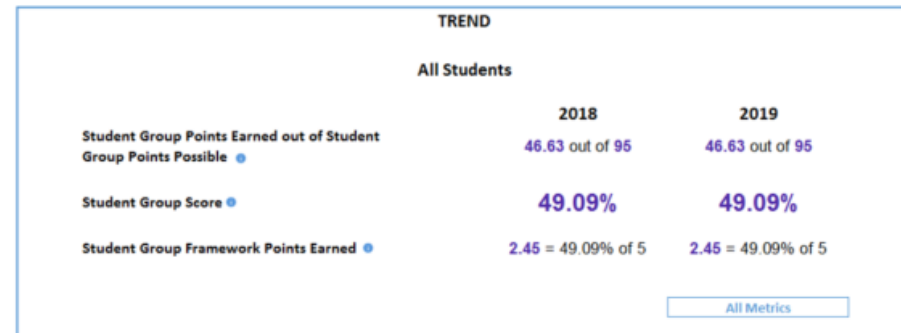 TREND
All Students
2018 2019
Student Group Points Earned out of Student
Group Points Possible 46.63 out of 95 46.63 out of 95
Student Group Score 49.09% 49.09%
Student Group Framework Points Earned 2.45 = 49.09% of 5 2.45 = 49.09% of 5
All Metrics